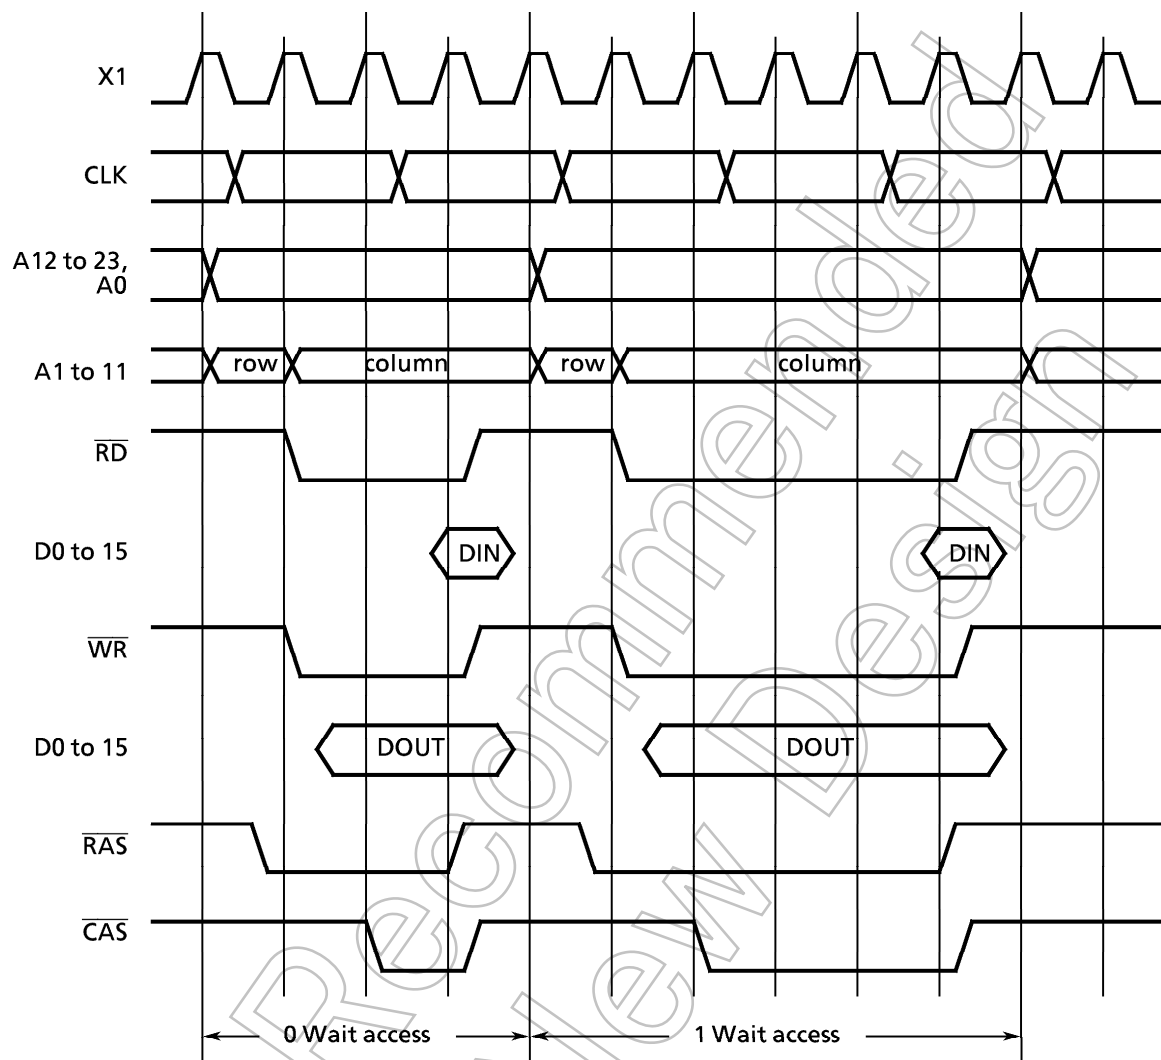 X1
CLK
A12 to 23,
A0
A1 to 11
row
column
row
column
RD
D0 to 15
DIN
DIN
WR
D0 to 15
DOUT
DOUT
RAS
CAS
0 Wait access
1 Wait access
Recommended
New Design